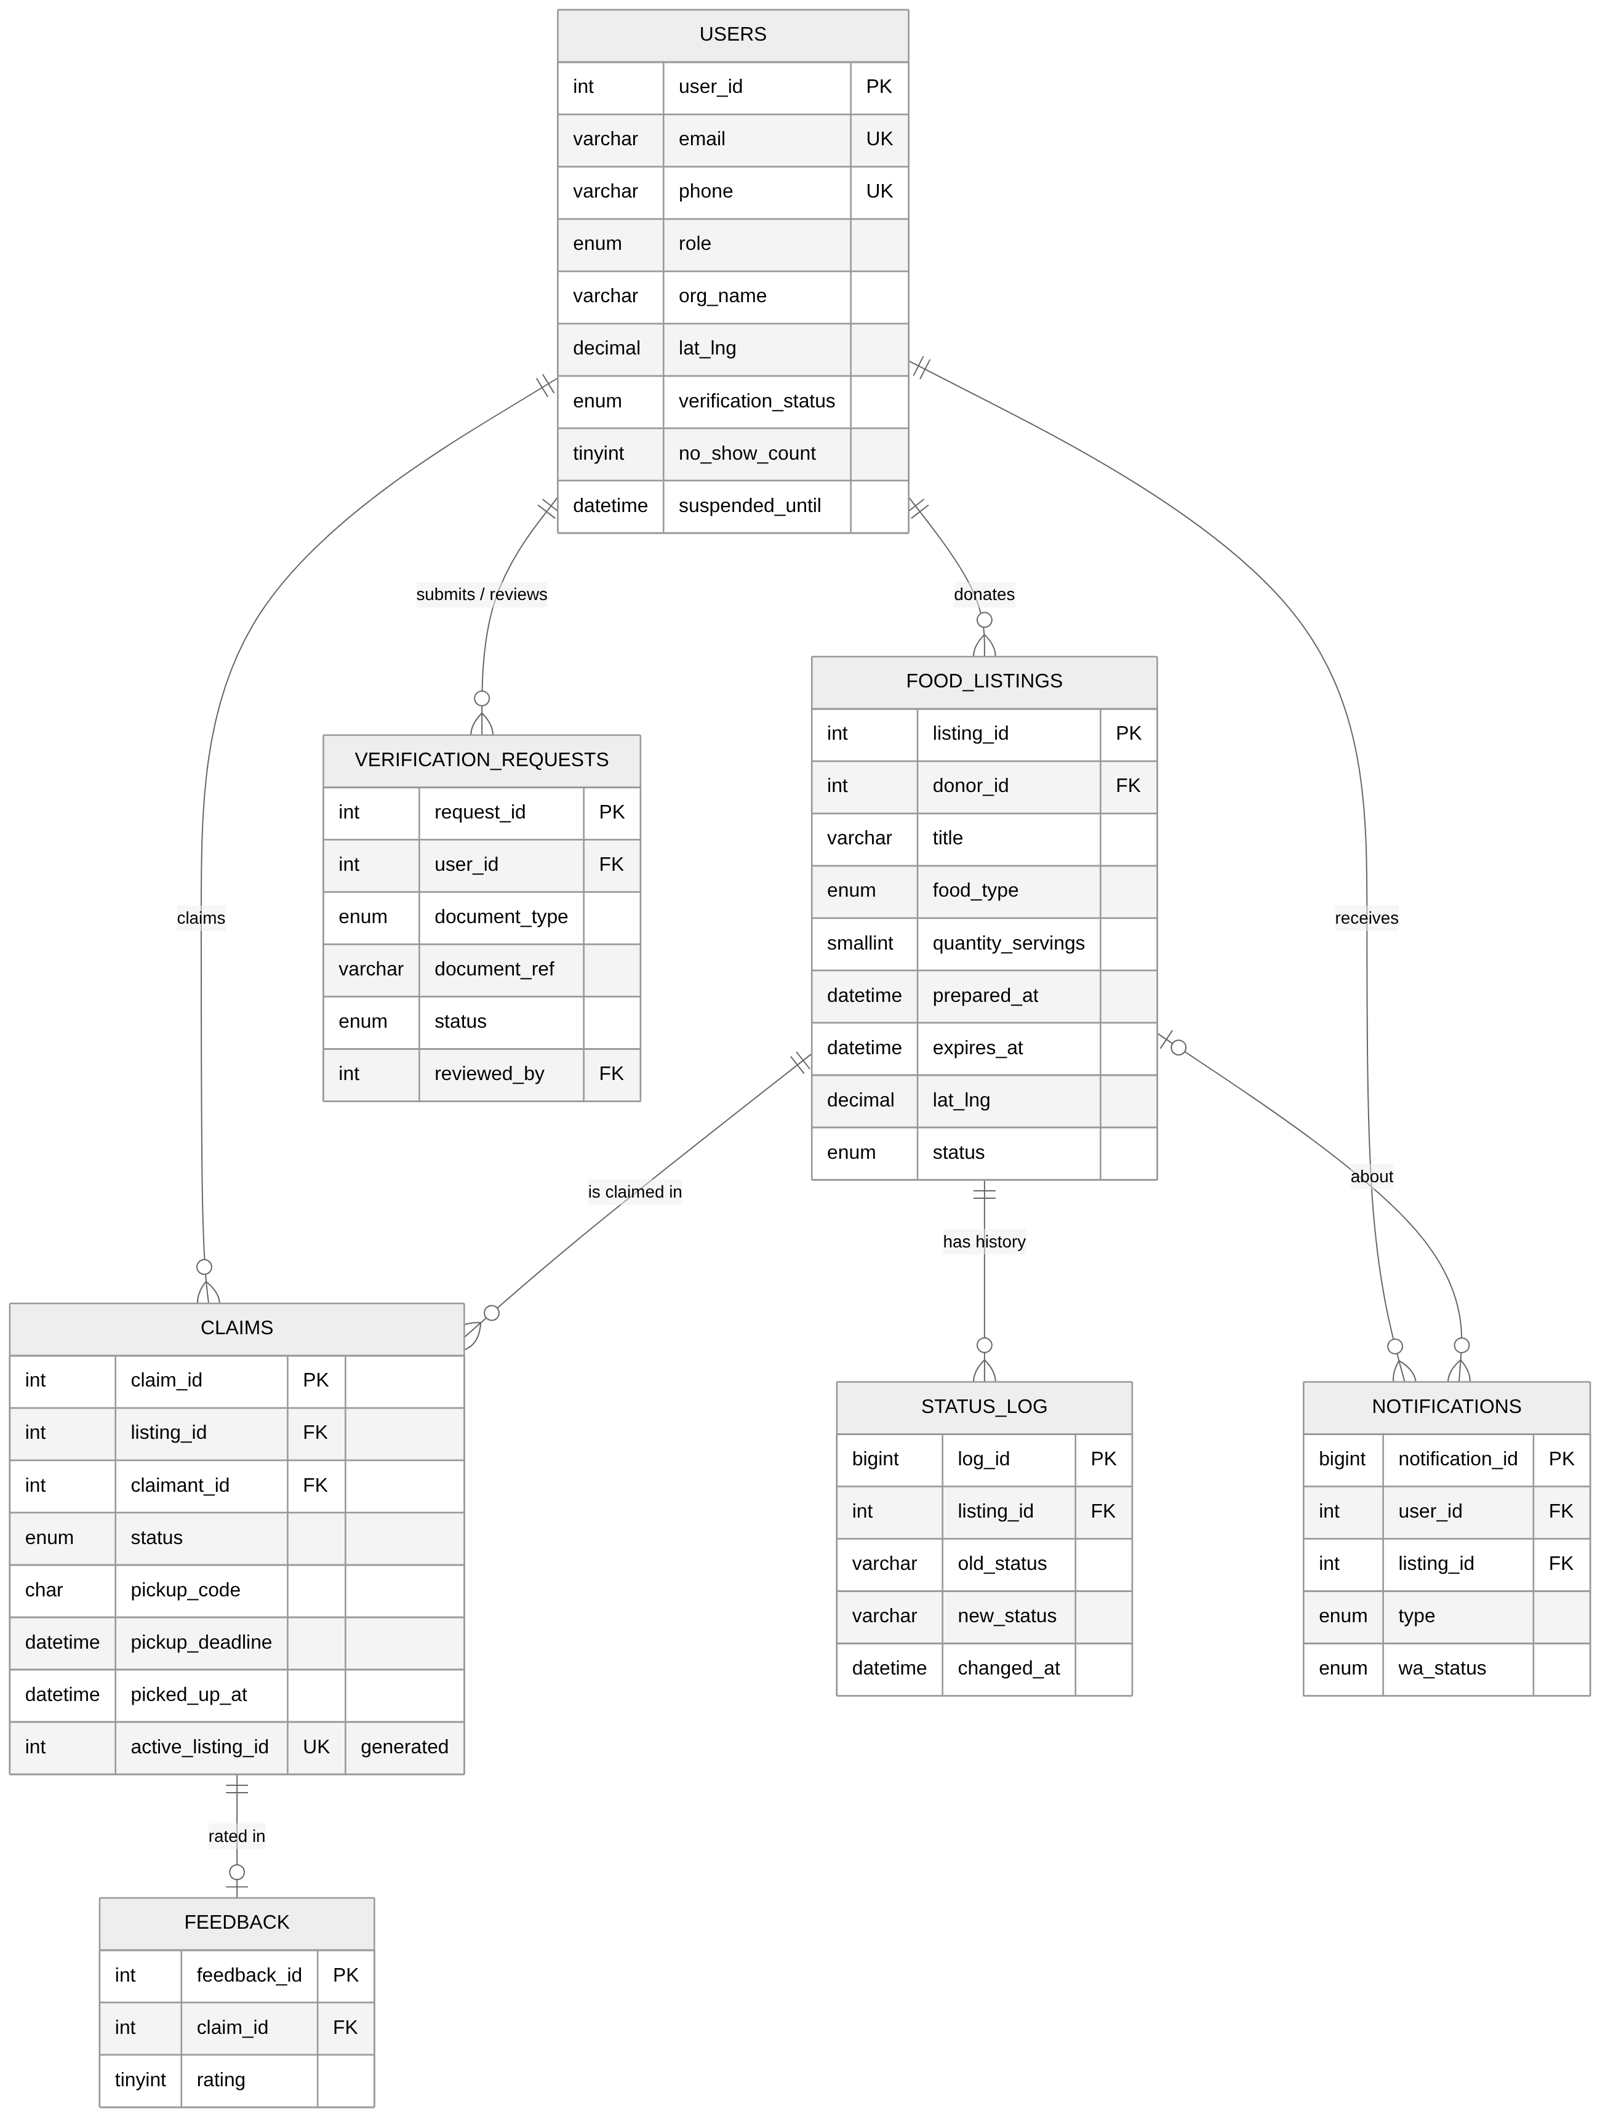 USERS
int user_id PK
varchar email UK
varchar phone UK
enum role
varchar org_name
decimal lat_lng
enum verification_status
tinyint no_show_count
datetime suspended_until
submits / reviews
donates
claims
receives
VERIFICATION_REQUESTS
int request_id PK
int user_id FK
enum document_type
varchar document_ref
enum status
int reviewed_by FK
FOOD_LISTINGS
int listing_id PK
int donor_id FK
varchar title
enum food_type
smallint quantity_servings
datetime prepared_at
datetime expires_at
decimal lat_lng
enum status
is claimed in
has history
about
CLAIMS
int claim_id PK
int listing_id FK
int claimant_id FK
enum status
char pickup_code
datetime pickup_deadline
datetime picked_up_at
int active_listing_id UK generated
STATUS_LOG
bigint log_id PK
int listing_id FK
varchar old_status
varchar new_status
datetime changed_at
NOTIFICATIONS
bigint notification_id PK
int user_id FK
int listing_id FK
enum type
enum wa_status
rated in
FEEDBACK
int feedback_id PK
int claim_id FK
tinyint rating